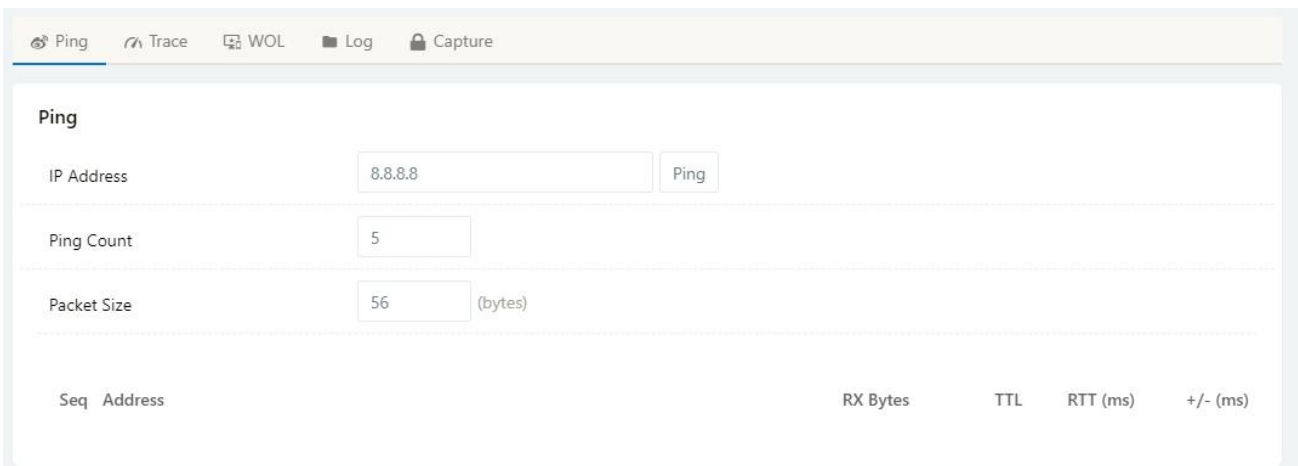 Ping Trace WOL Log Capture
Ping
IP Address 8.8.8.8 Ping
Ping Count 5
Packet Size 56 (bytes)
Seq Address RX Bytes TTL RTT (ms) +/- (ms)